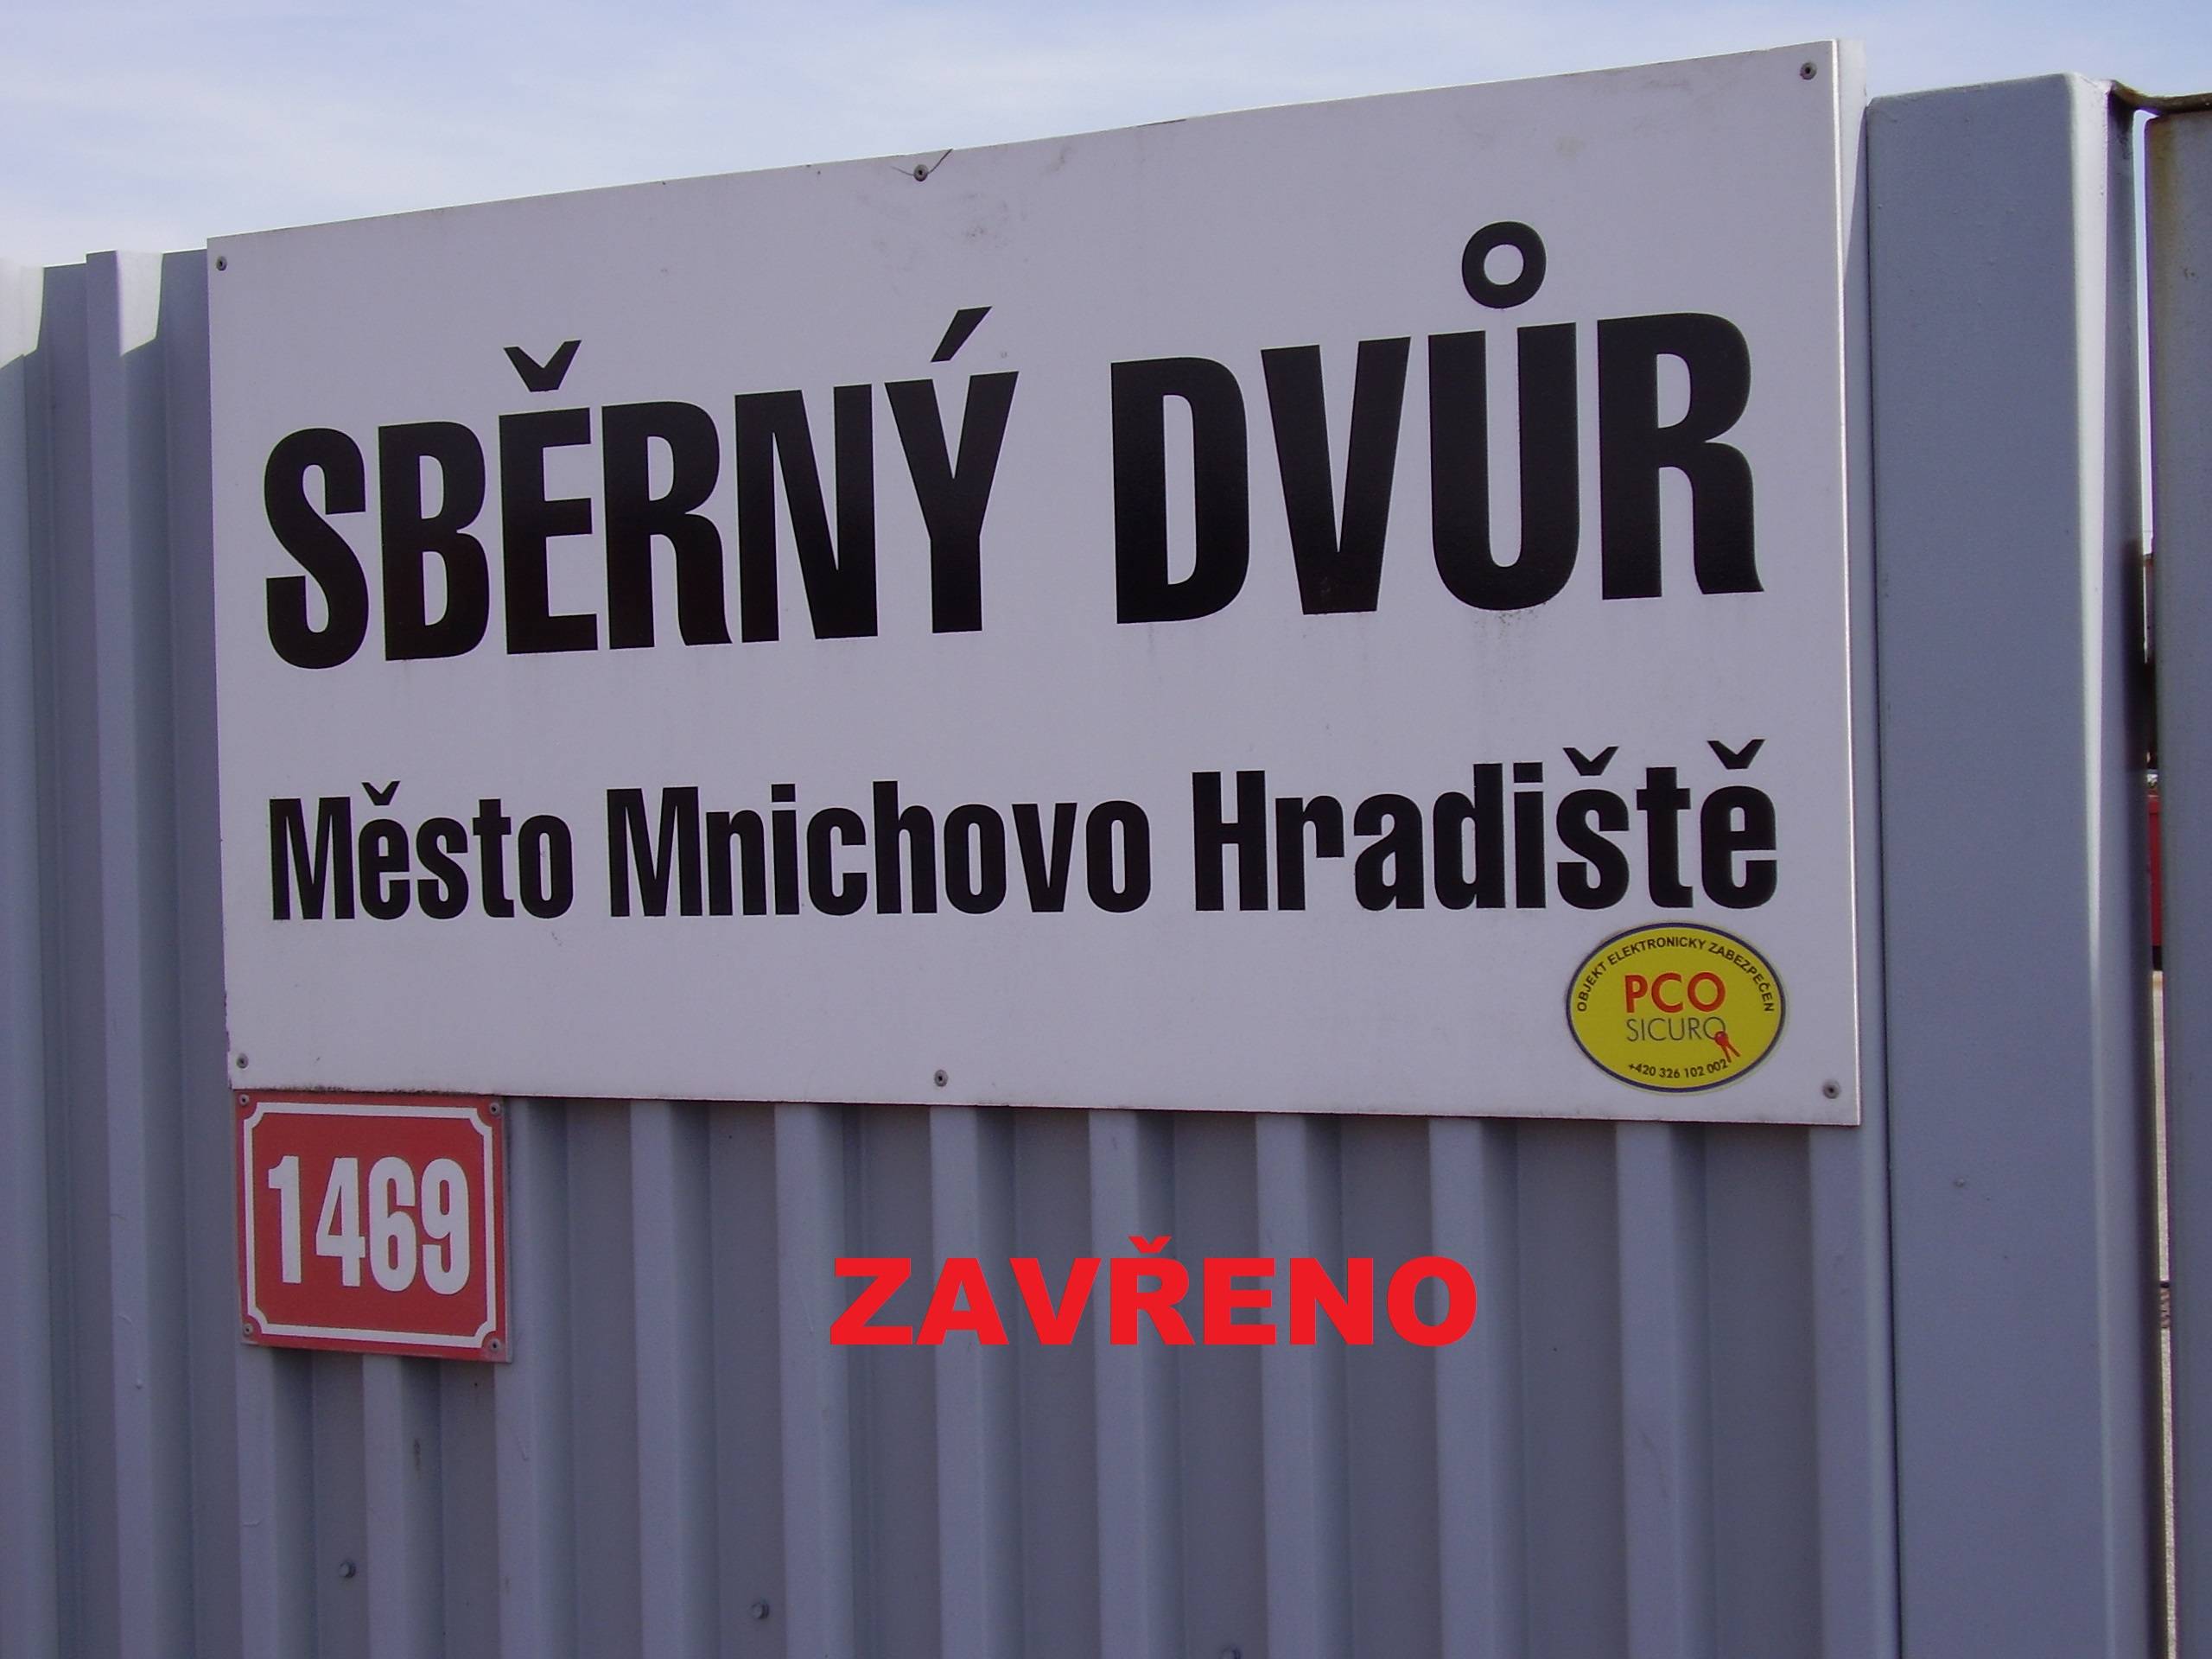 SBĚRNÝ DVŮR
Město Mnichovo Hradiště
OBJEKT ELEKTRONICKY ZABEZPEČEN
PCO
SICURO
+420 326 102 002
1469
ZAVŘENO